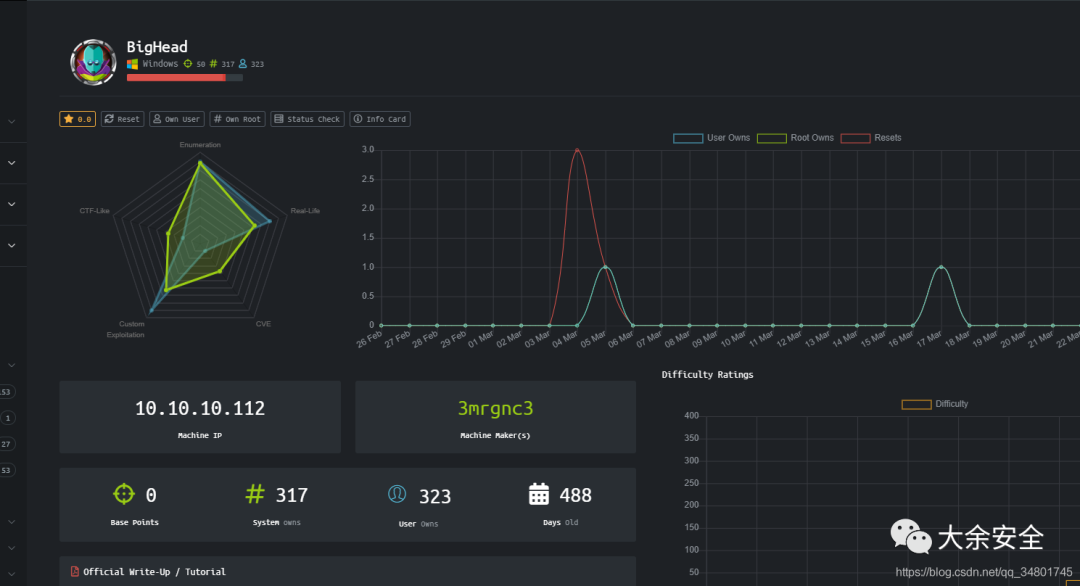 BigHead
Windows 50 # 317 323
0.0 Reset Own User # Own Root Status Check Info Card
User Owns Root Owns Resets
Enumeration
Real-Life
CVE
Custom
Exploitation
CTF-Like
3.0
2.5
2.0
1.5
1.0
0.5
0
26 Feb 27 Feb 28 Feb 29 Feb 01 Mar 02 Mar 03 Mar 04 Mar 05 Mar 06 Mar 07 Mar 08 Mar 09 Mar 10 Mar 11 Mar 12 Mar 13 Mar 14 Mar 15 Mar 16 Mar 17 Mar 18 Mar 19 Mar 20 Mar 21 Mar 22 Mar
10.10.10.112
Machine IP
3mrgnc3
Machine Maker(s)
0
Base Points
# 317
System owns
323
User Owns
488
Days Old
Official Write-Up / Tutorial
Difficulty Ratings
Difficulty
400
350
300
250
200
150
100
50
53
1
27
53
大余安全
https://blog.csdn.net/qq_34801745